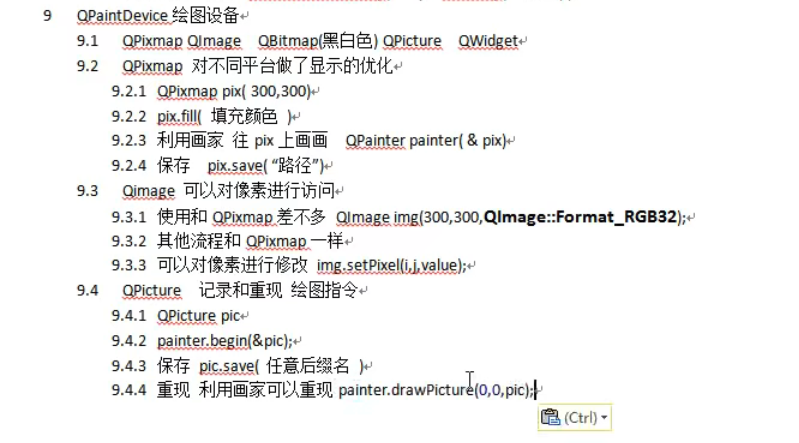 9 QPaintDevice 绘图设备
9.1 QPixmap QImage QBitmap(黑白色) QPicture QWidget
9.2 QPixmap 对不同平台做了显示的优化
9.2.1 QPixmap pix( 300,300)
9.2.2 pix.fill( 填充颜色 )
9.2.3 利用画家 往 pix 上画画 QPainter painter( & pix)
9.2.4 保存 pix.save( “路径”)
9.3 Qimage 可以对像素进行访问
9.3.1 使用和 QPixmap 差不多 QImage img(300,300,QImage::Format_RGB32);
9.3.2 其他流程和 QPixmap 一样
9.3.3 可以对像素进行修改 img.setPixel(i,j,value);
9.4 QPicture 记录和重现 绘图指令
9.4.1 QPicture pic
9.4.2 painter.begin(&pic);
9.4.3 保存 pic.save( 任意后缀名 )
9.4.4 重现 利用画家可以重现 painter.drawPicture(0,0,pic);
(Ctrl)